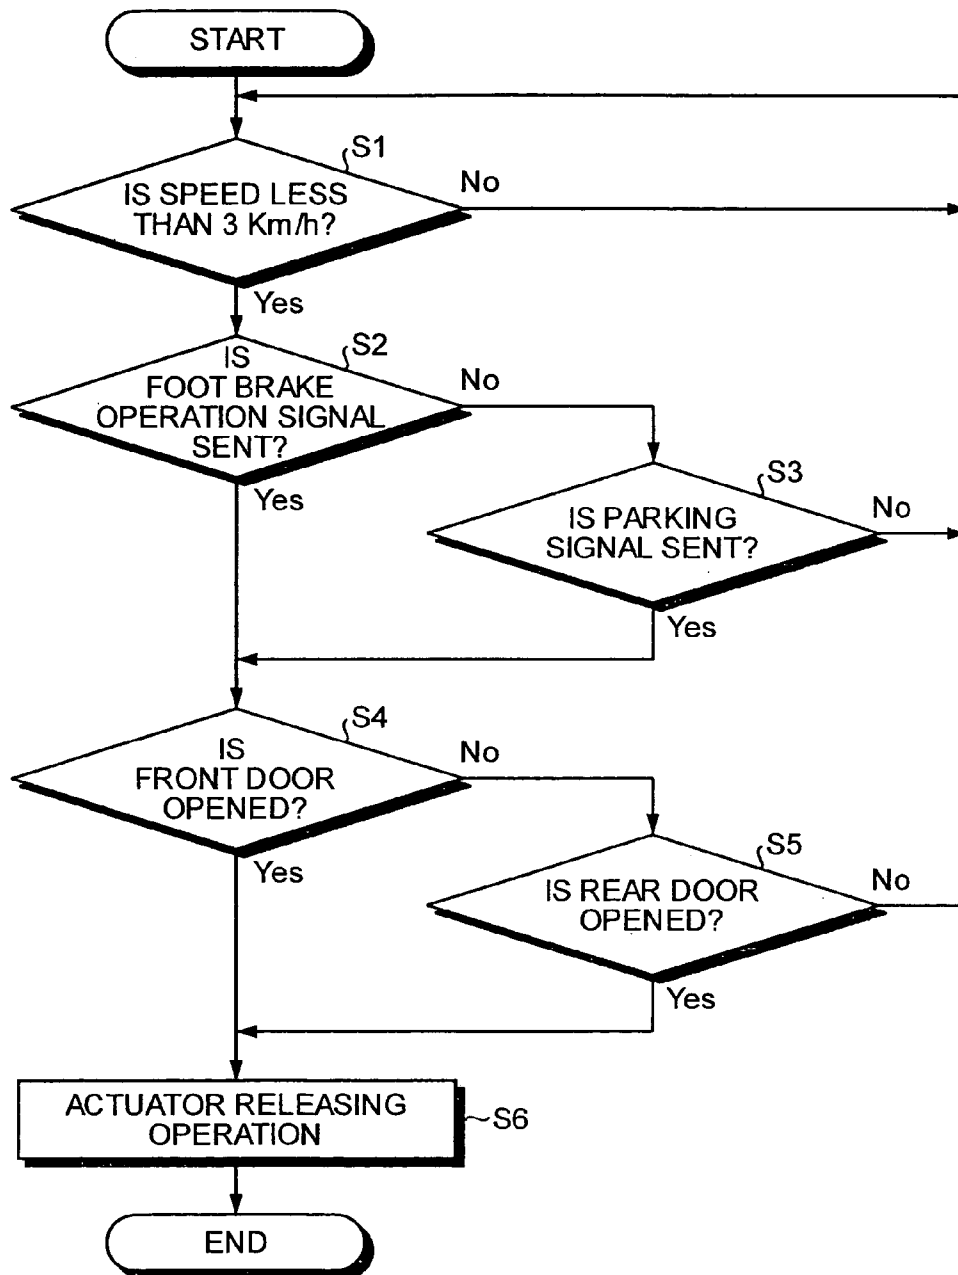 START
S1
IS SPEED LESS
THAN 3 Km/h?
No
Yes
S2
IS
FOOT BRAKE
OPERATION SIGNAL
SENT?
No
Yes
S3
IS PARKING
SIGNAL SENT?
No
Yes
S4
IS
FRONT DOOR
OPENED?
No
Yes
S5
IS REAR DOOR
OPENED?
No
Yes
ACTUATOR RELEASING
OPERATION
S6
END